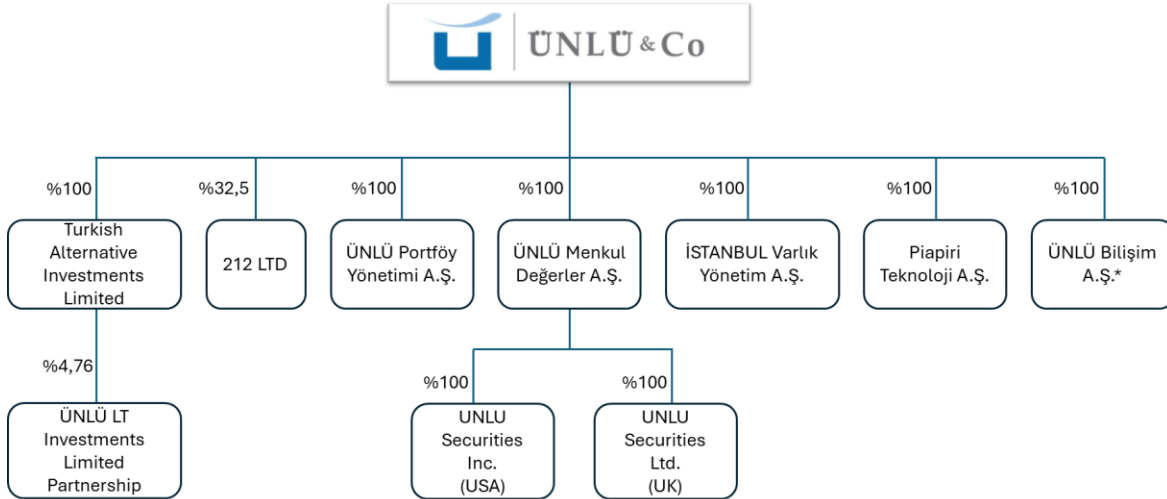 ÜNLÜ & Co
%100
%32,5
%100
%100
%100
%100
%100
Turkish
Alternative
Investments
Limited
212 LTD
ÜNLÜ Portföy
Yönetimi A.Ş.
ÜNLÜ Menkul
Değerler A.Ş.
İSTANBUL Varlık
Yönetim A.Ş.
Piapiri
Teknoloji A.Ş.
ÜNLÜ Bilişim
A.Ş.*
%4,76
%100
%100
ÜNLÜ LT
Investments
Limited
Partnership
UNLU
Securities
Inc.
(USA)
UNLU
Securities
Ltd.
(UK)